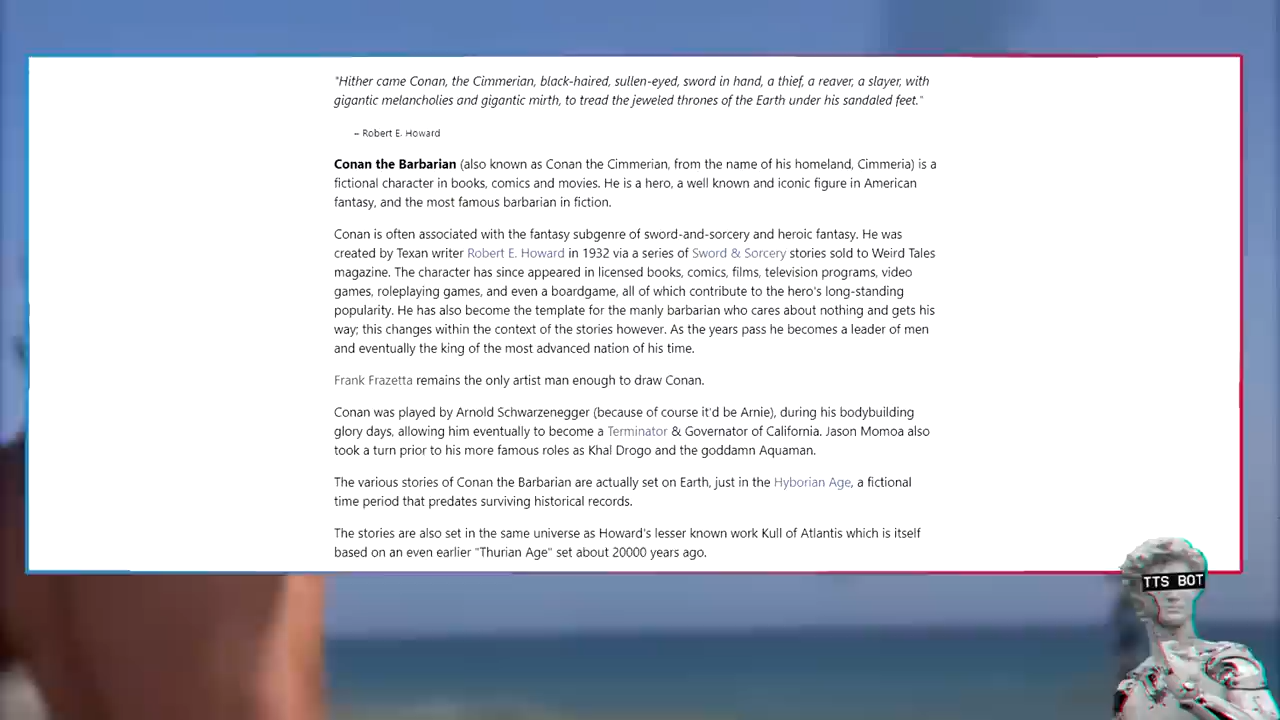 "Hither came Conan, the Cimmerian, black-haired, sullen-eyed, sword in hand, a thief, a reaver, a slayer, with
gigantic melancholies and gigantic mirth, to tread the jeweled thrones of the Earth under his sandaled feet."
– Robert E. Howard
Conan the Barbarian (also known as Conan the Cimmerian, from the name of his homeland, Cimmeria) is a
fictional character in books, comics and movies. He is a hero, a well known and iconic figure in American
fantasy, and the most famous barbarian in fiction.
Conan is often associated with the fantasy subgenre of sword-and-sorcery and heroic fantasy. He was
created by Texan writer Robert E. Howard in 1932 via a series of Sword & Sorcery stories sold to Weird Tales
magazine. The character has since appeared in licensed books, comics, films, television programs, video
games, roleplaying games, and even a boardgame, all of which contribute to the hero's long-standing
popularity. He has also become the template for the manly barbarian who cares about nothing and gets his
way; this changes within the context of the stories however. As the years pass he becomes a leader of men
and eventually the king of the most advanced nation of his time.
Frank Frazetta remains the only artist man enough to draw Conan.
Conan was played by Arnold Schwarzenegger (because of course it'd be Arnie), during his bodybuilding
glory days, allowing him eventually to become a Terminator & Governator of California. Jason Momoa also
took a turn prior to his more famous roles as Khal Drogo and the goddamn Aquaman.
The various stories of Conan the Barbarian are actually set on Earth, just in the Hyborian Age, a fictional
time period that predates surviving historical records.
The stories are also set in the same universe as Howard's lesser known work Kull of Atlantis which is itself
based on an even earlier "Thurian Age" set about 20000 years ago.
TTS BOT